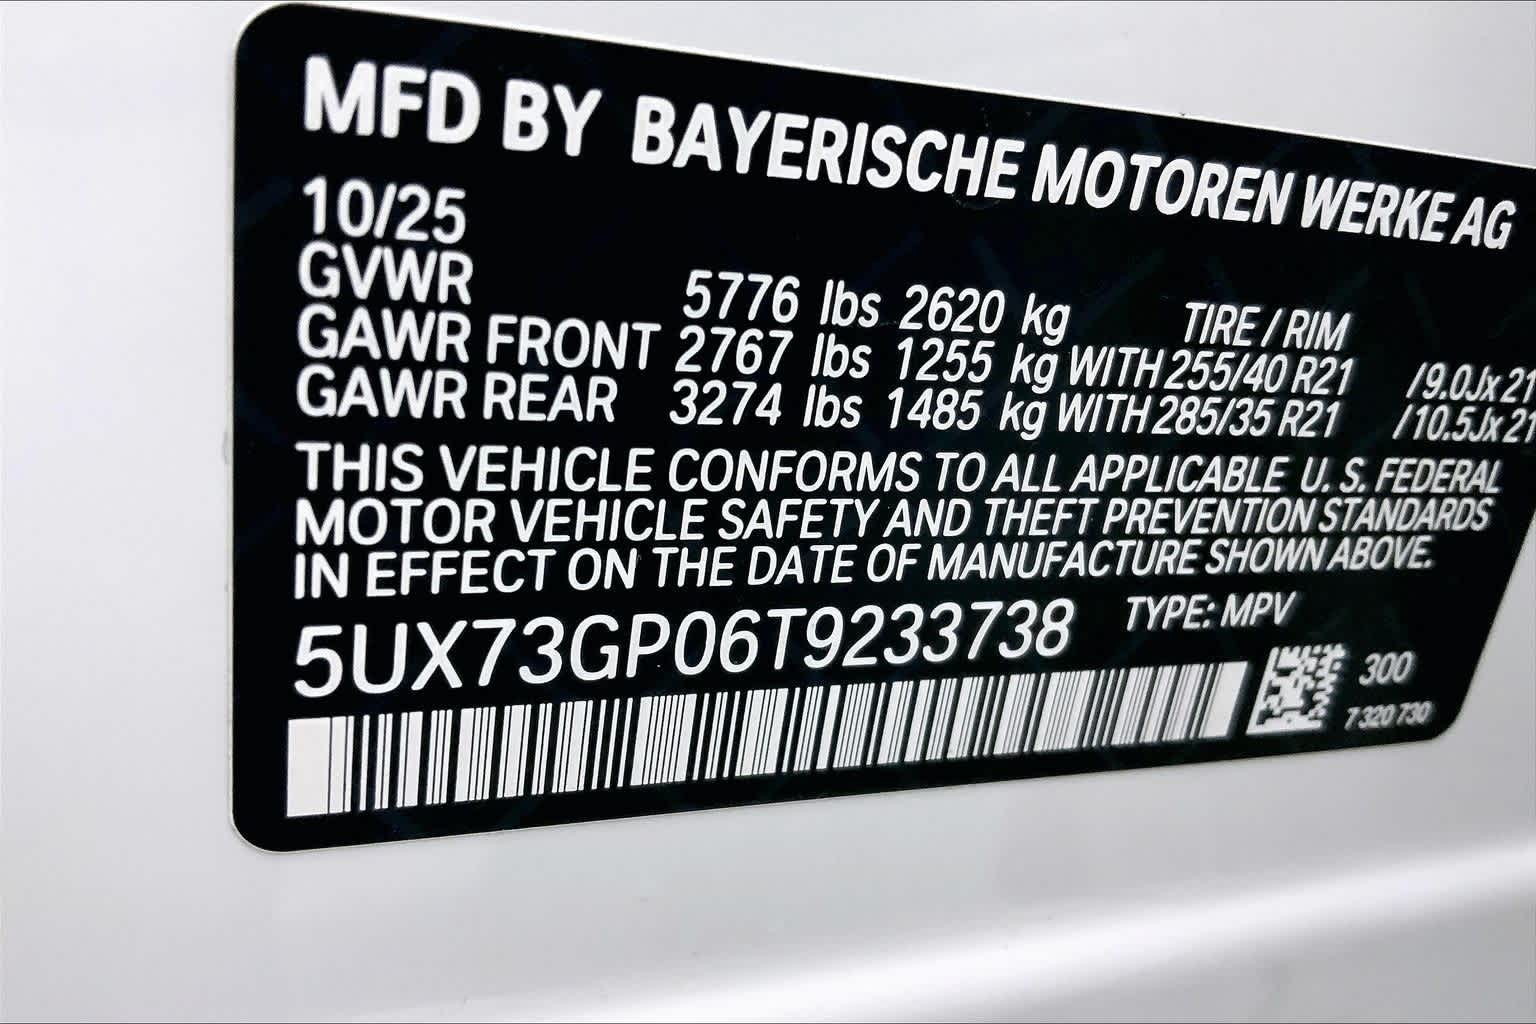 MFD BY BAYERISCHE MOTOREN WERKE AG
10/25
GVWR 5776 lbs 2620 kg TIRE / RIM
GAWR FRONT 2767 lbs 1255 kg WITH 255/40 R21 /9.0Jx21
GAWR REAR 3274 lbs 1485 kg WITH 285/35 R21 /10.5Jx21
THIS VEHICLE CONFORMS TO ALL APPLICABLE U. S. FEDERAL
MOTOR VEHICLE SAFETY AND THEFT PREVENTION STANDARDS
IN EFFECT ON THE DATE OF MANUFACTURE SHOWN ABOVE.
5UX73GP06T9233738 TYPE: MPV
300
7 320 730